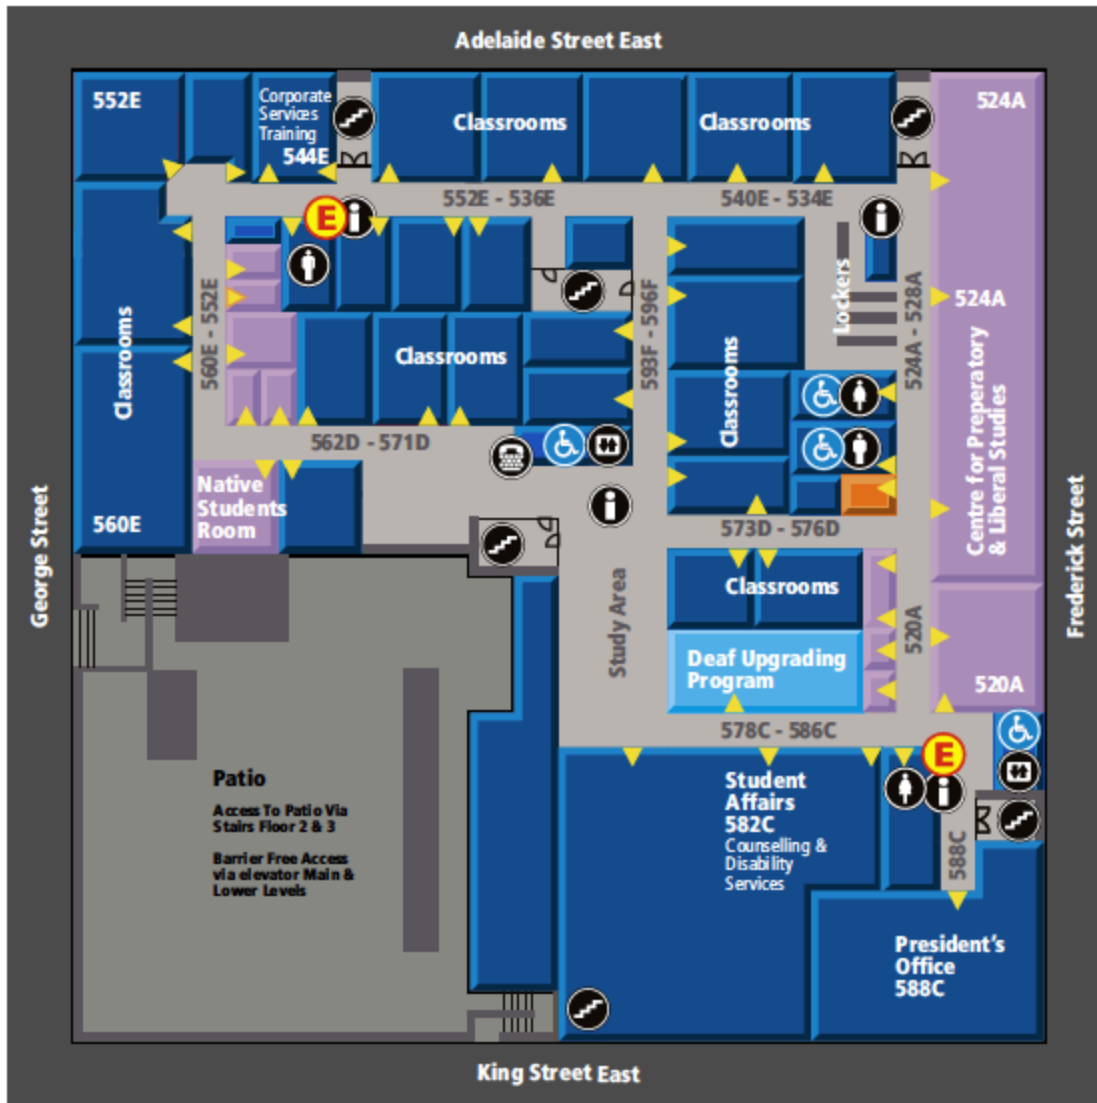 Adelaide Street East
552E
Corporate
Services
Training
544E
Classrooms
Classrooms
524A
552E - 536E
540E - 534E
E
Classrooms
560E - 552E
Classrooms
593F - 596F
Classrooms
Lockers
524A - 528A
524A
Centre for Preparatory
& Liberal Studies
562D - 571D
560E
Native
Students
Room
573D - 576D
George Street
Frederick Street
Study Area
Classrooms
520A
Deaf Upgrading
Program
520A
578C - 586C
E
Patio
Access To Patio Via
Stairs Floor 2 & 3
Barrier Free Access
via elevator Main &
Lower Levels
Student
Affairs
582C
Counselling &
Disability
Services
588C
President's
Office
588C
King Street East